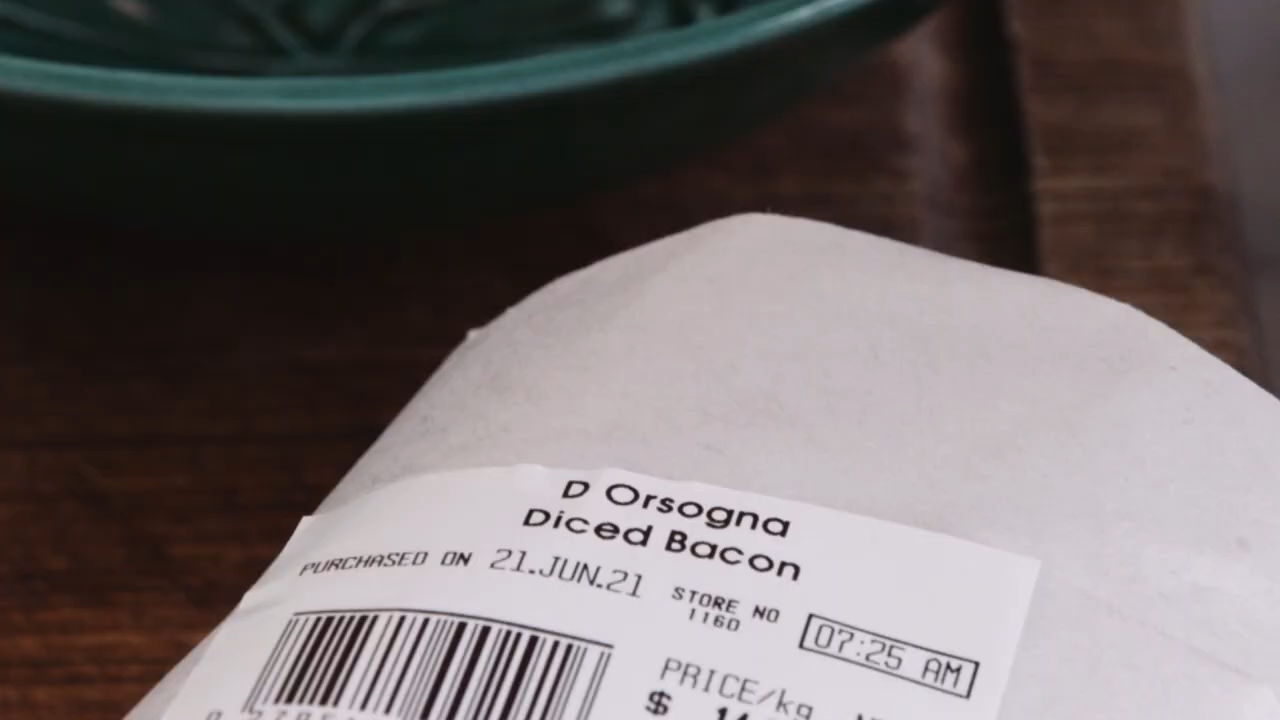 D Orsogna
Diced Bacon
PURCHASED ON 21.JUN.21
STORE NO
1160
07:25 AM
PRICE/kg
$